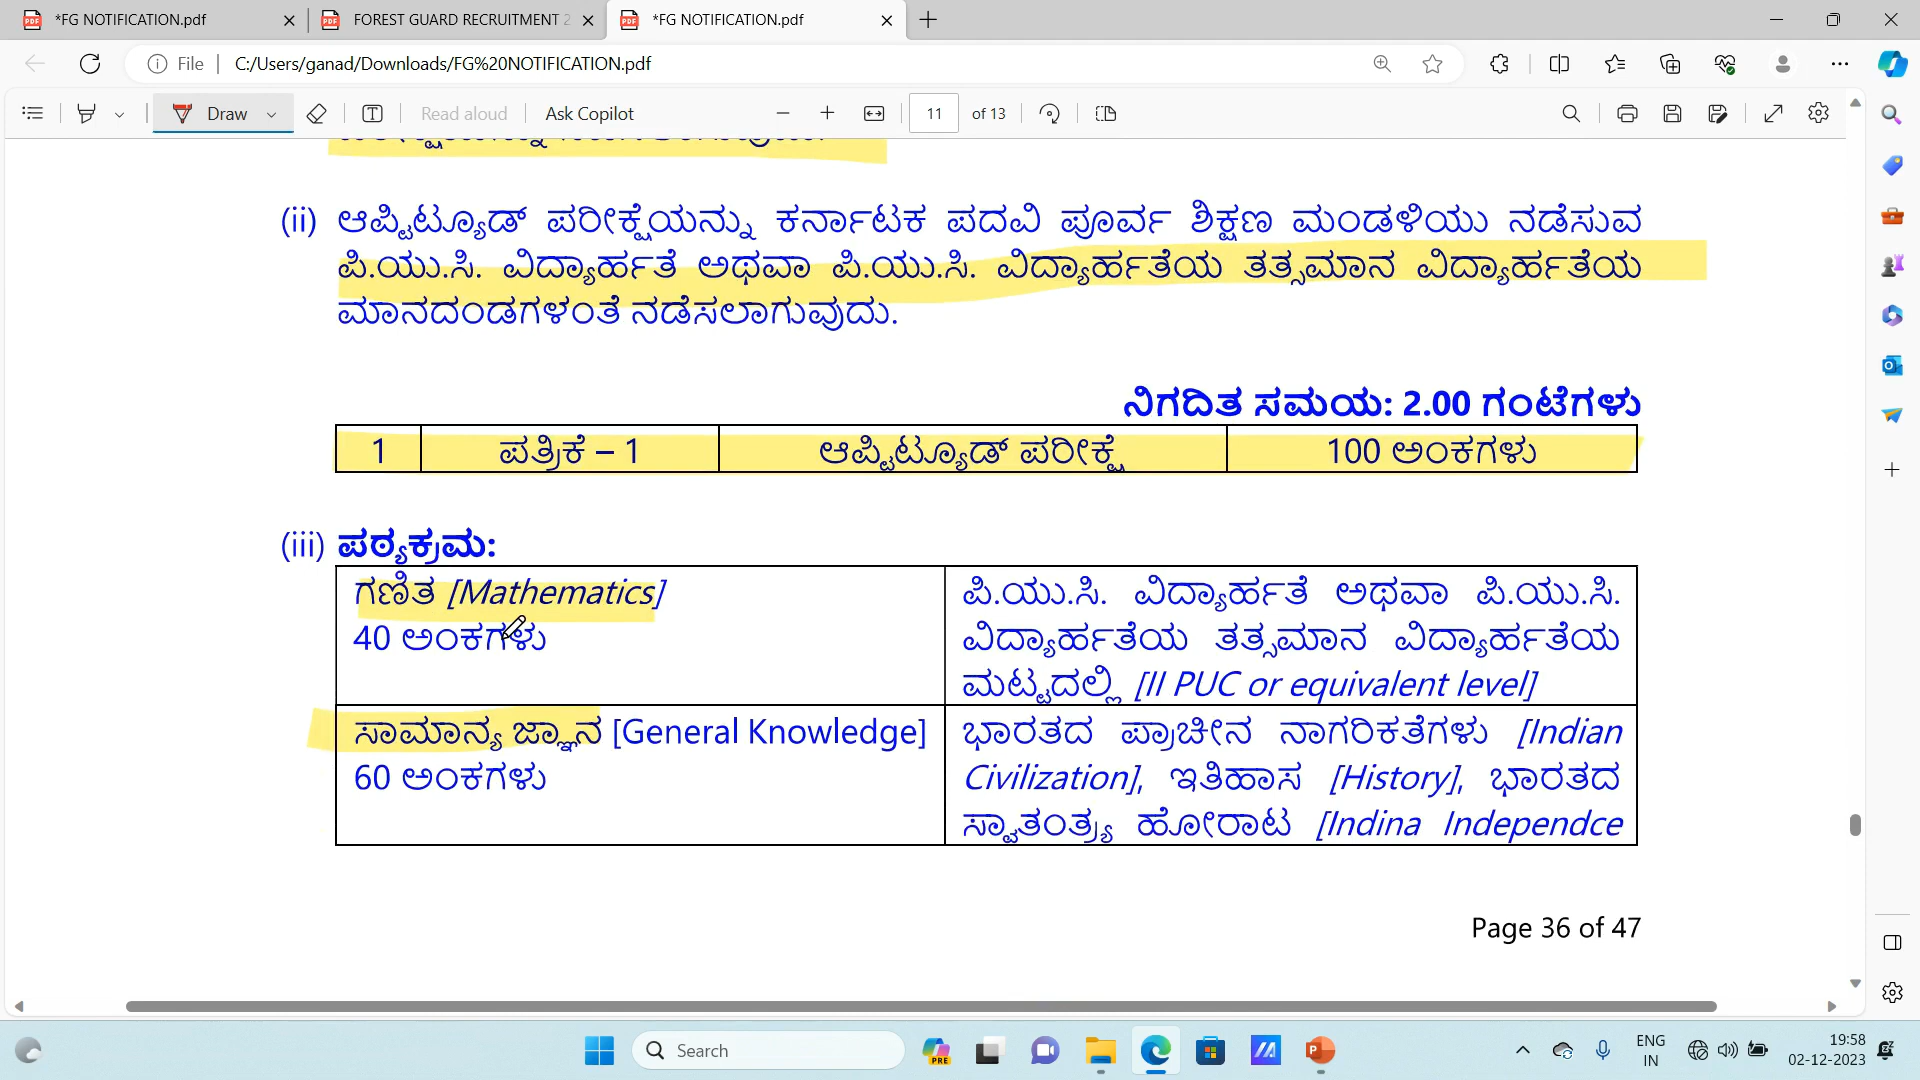 *FG NOTIFICATION.pdf
FOREST GUARD RECRUITMENT 2
*FG NOTIFICATION.pdf
File
C:/Users/ganad/Downloads/FG%20NOTIFICATION.pdf
Draw
Read aloud
Ask Copilot
11 of 13
(ii) ಆಪ್ಟಿಟ್ಯೂಡ್ ಪರೀಕ್ಷೆಯನ್ನು ಕರ್ನಾಟಕ ಪದವಿ ಪೂರ್ವ ಶಿಕ್ಷಣ ಮಂಡಳಿಯು ನಡೆಸುವ
ಪಿ.ಯು.ಸಿ. ವಿದ್ಯಾರ್ಹತೆ ಅಥವಾ ಪಿ.ಯು.ಸಿ. ವಿದ್ಯಾರ್ಹತೆಯ ತತ್ಸಮಾನ ವಿದ್ಯಾರ್ಹತೆಯ
ಮಾನದಂಡಗಳಂತೆ ನಡೆಸಲಾಗುವುದು.
ನಿಗದಿತ ಸಮಯ: 2.00 ಗಂಟೆಗಳು
1 ಪತ್ರಿಕೆ – 1 ಆಪ್ಟಿಟ್ಯೂಡ್ ಪರೀಕ್ಷೆ 100 ಅಂಕಗಳು
(iii) ಪಠ್ಯಕ್ರಮ:
ಗಣಿತ [Mathematics]
40 ಅಂಕಗಳು
ಪಿ.ಯು.ಸಿ. ವಿದ್ಯಾರ್ಹತೆ ಅಥವಾ ಪಿ.ಯು.ಸಿ.
ವಿದ್ಯಾರ್ಹತೆಯ ತತ್ಸಮಾನ ವಿದ್ಯಾರ್ಹತೆಯ
ಮಟ್ಟದಲ್ಲಿ [II PUC or equivalent level]
ಸಾಮಾನ್ಯ ಜ್ಞಾನ [General Knowledge]
60 ಅಂಕಗಳು
ಭಾರತದ ಪ್ರಾಚೀನ ನಾಗರಿಕತೆಗಳು [Indian
Civilization], ಇತಿಹಾಸ [History], ಭಾರತದ
ಸ್ವಾತಂತ್ರ್ಯ ಹೋರಾಟ [Indina Independce
Page 36 of 47
Search
PRE
ENG
IN
19:58
02-12-2023